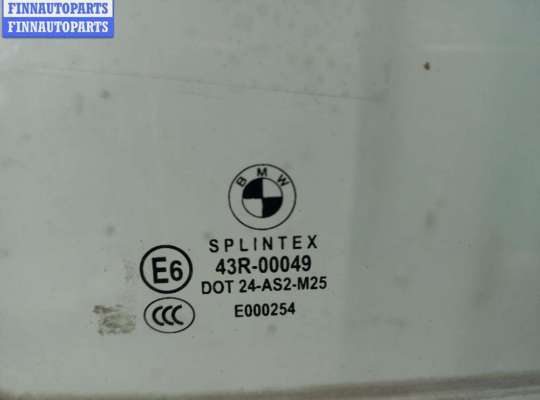 FINNAUTOPARTS
FINNAUTOPARTS
BMW
SPLINTEX
E6 43R-00049
DOT 24-AS2-M25
CCC E000254